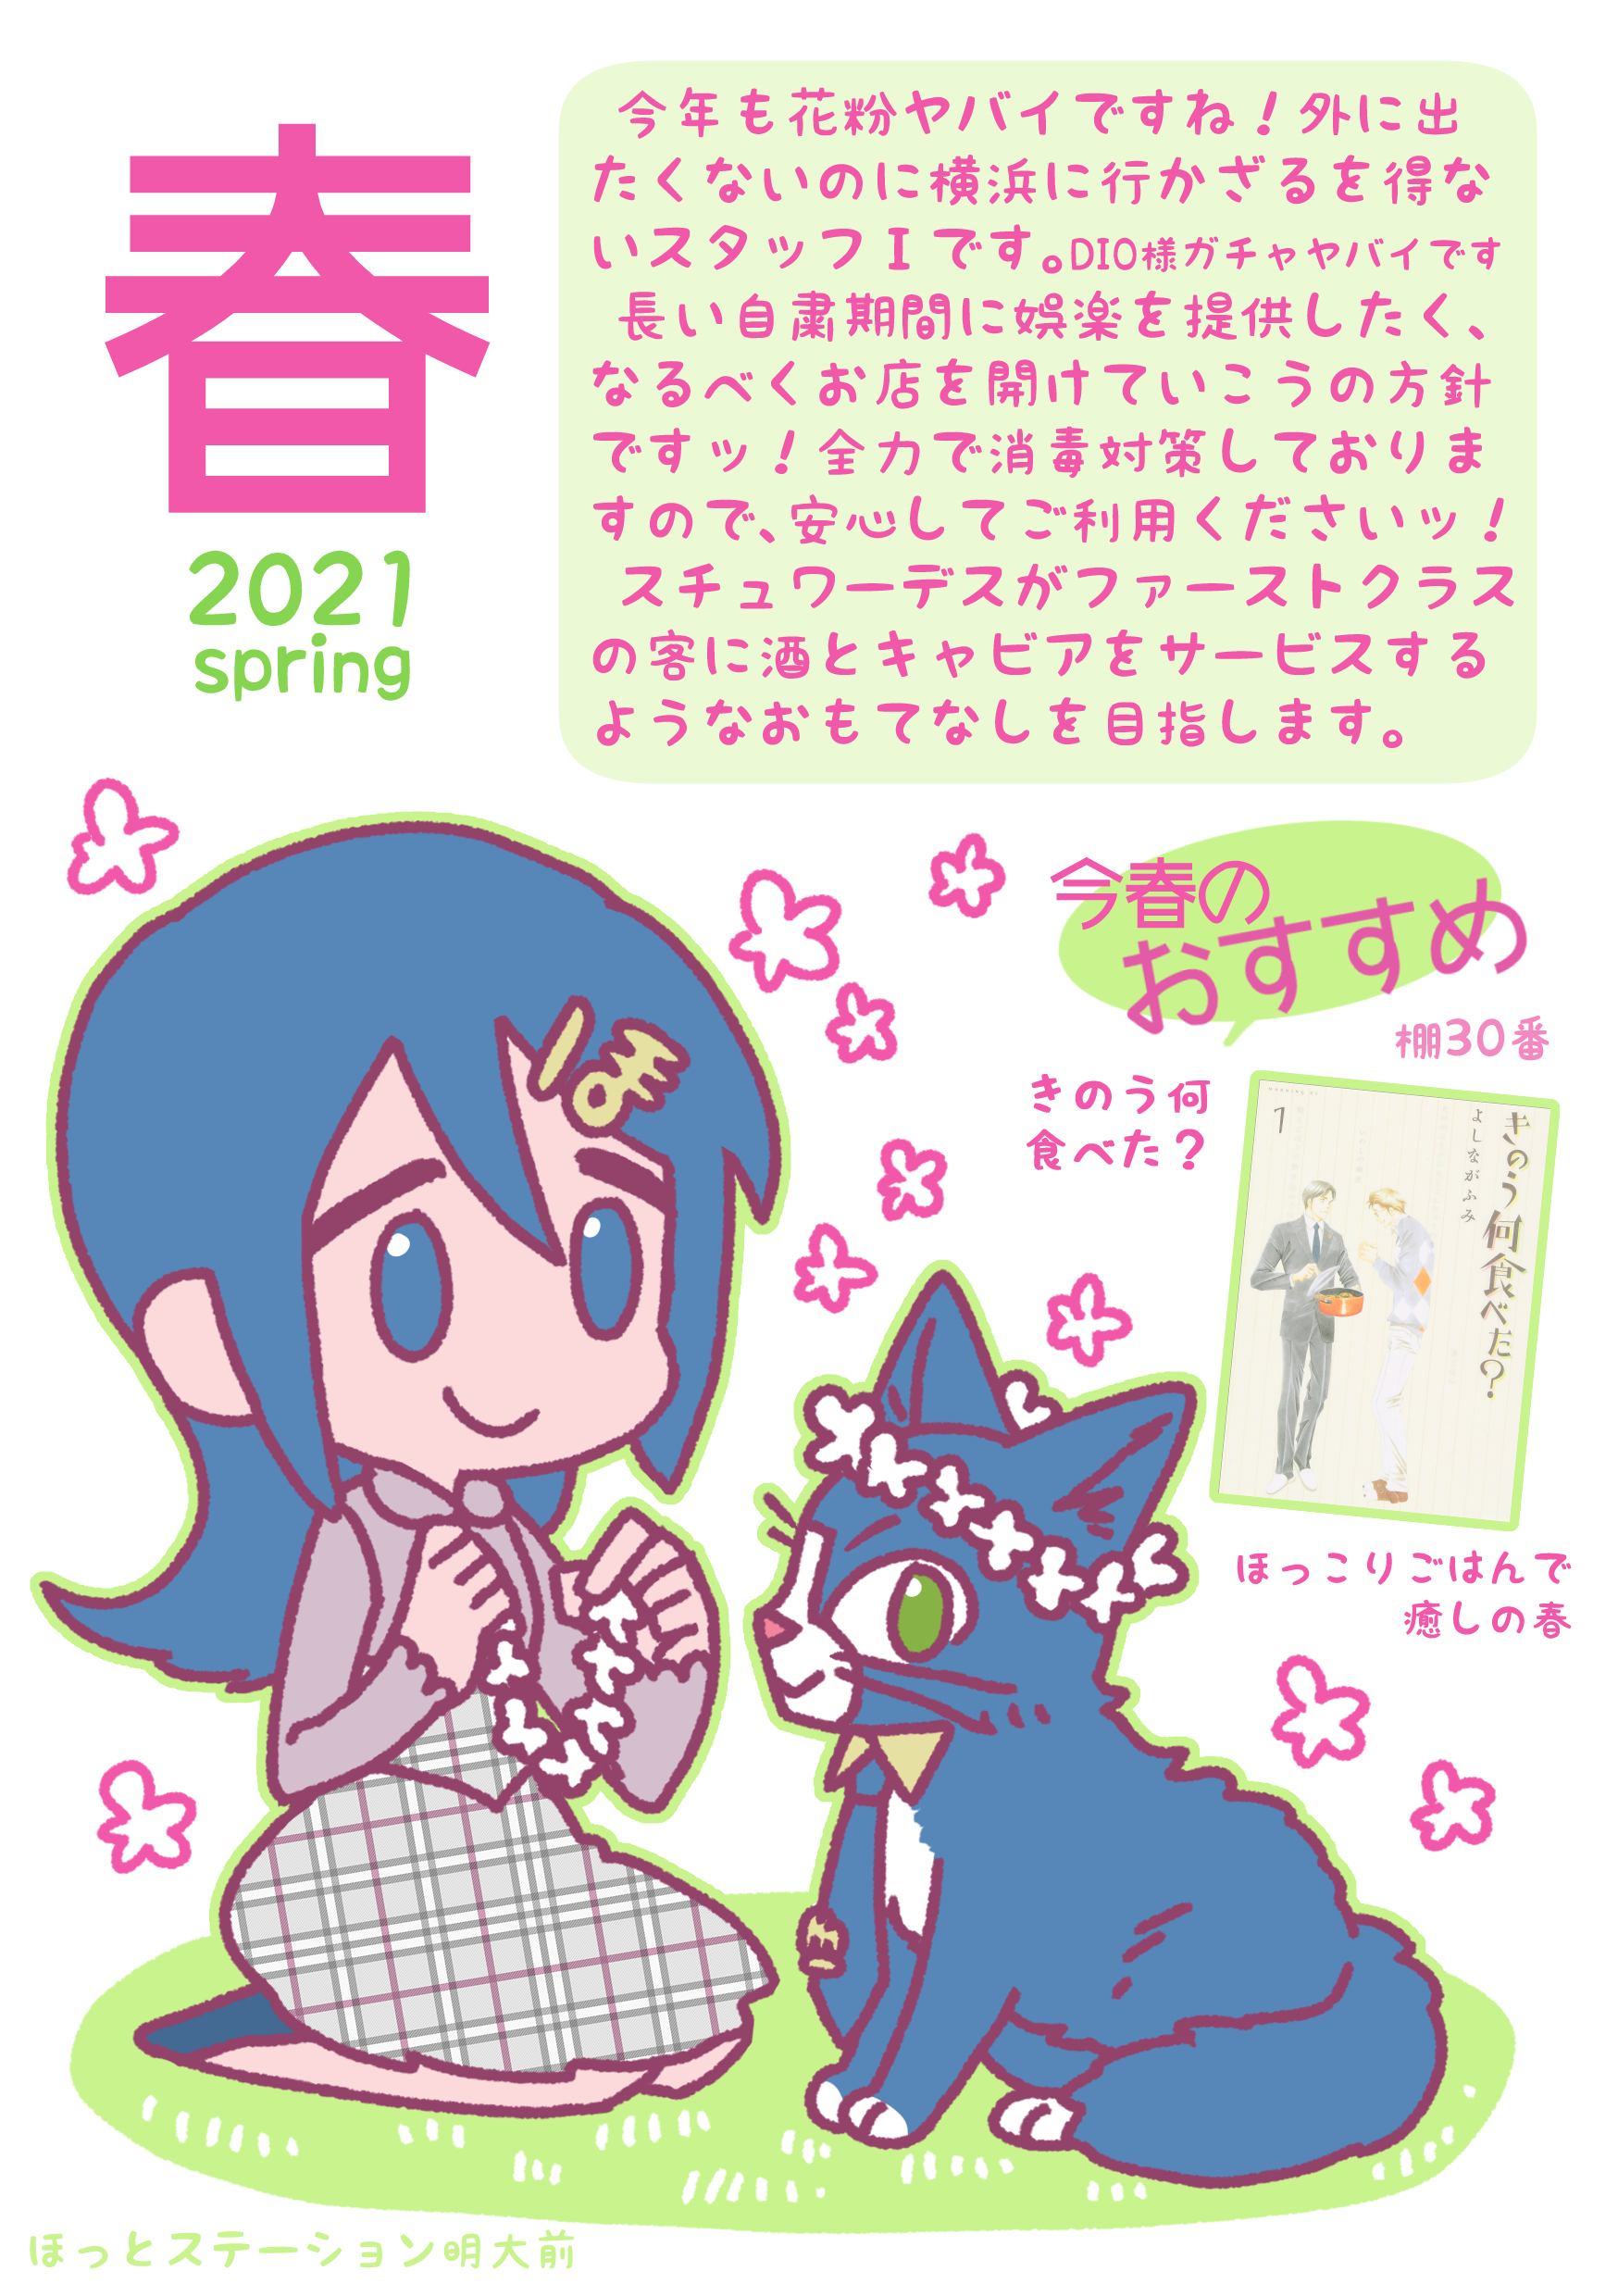 春
2021
spring
今年も花粉ヤバイですね！外に出
たくないのに横浜に行かざるを得な
いスタッフIです。DIO様ガチャヤバイです
長い自粛期間に娯楽を提供したく、
なるべくお店を開けていこうの方針
ですッ！全力で消毒対策しておりま
すので、安心してご利用くださいッ！
スチュワーデスがファーストクラス
の客に酒とキャビアをサービスする
ようなおもてなしを目指します。
今春の
おすすめ
棚30番
きのう何
食べた？
1
きのう何食べた？
よしながふみ
ほ
ほっこりごはんで
癒しの春
ほっとステーション明大前